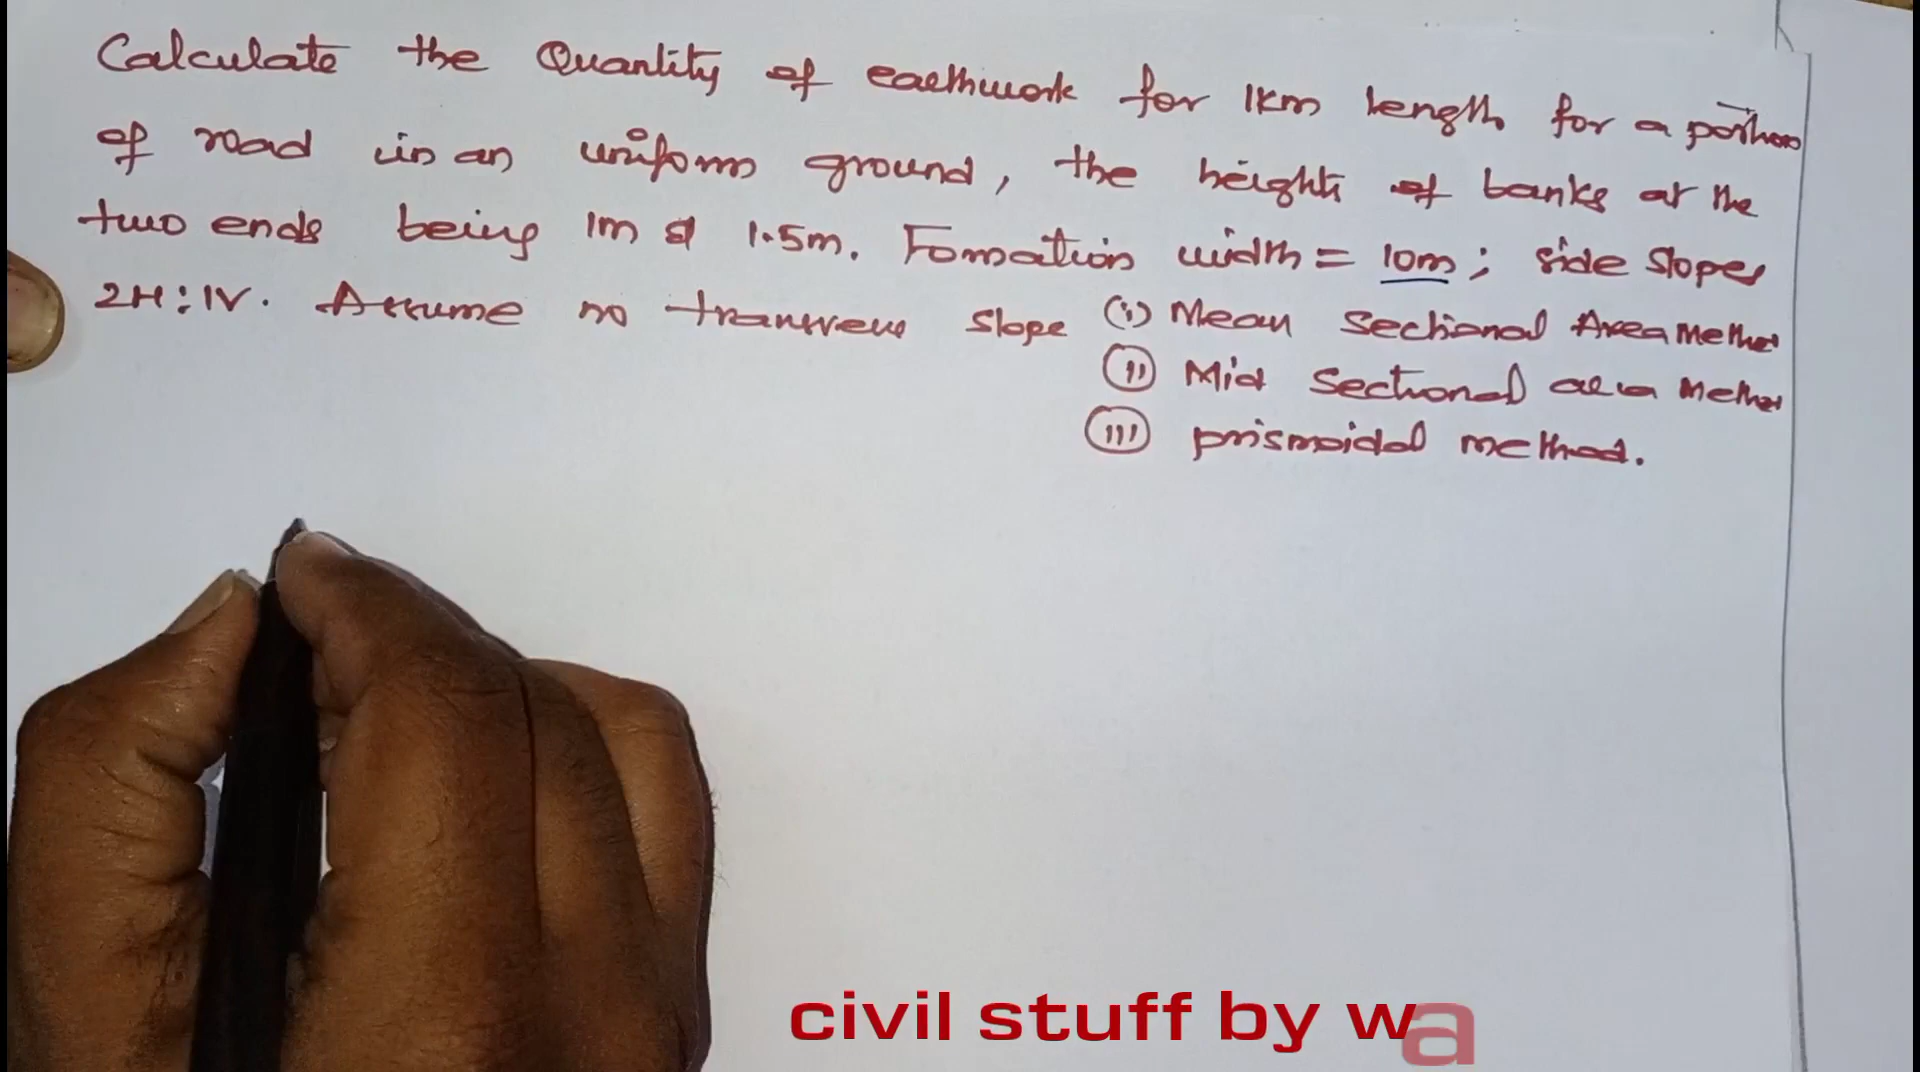 Calculate the Quantity of earthwork for 1km length for a portion
of road in an uniform ground, the heights of banks at the
two ends being 1m & 1.5m. Formation width = 10m; side slopes
2H:1V. Assume no transverse slope (i) Mean Sectional Area Method
(ii) Mid Sectional area Method
(iii) prismoidal method.
civil stuff by wa